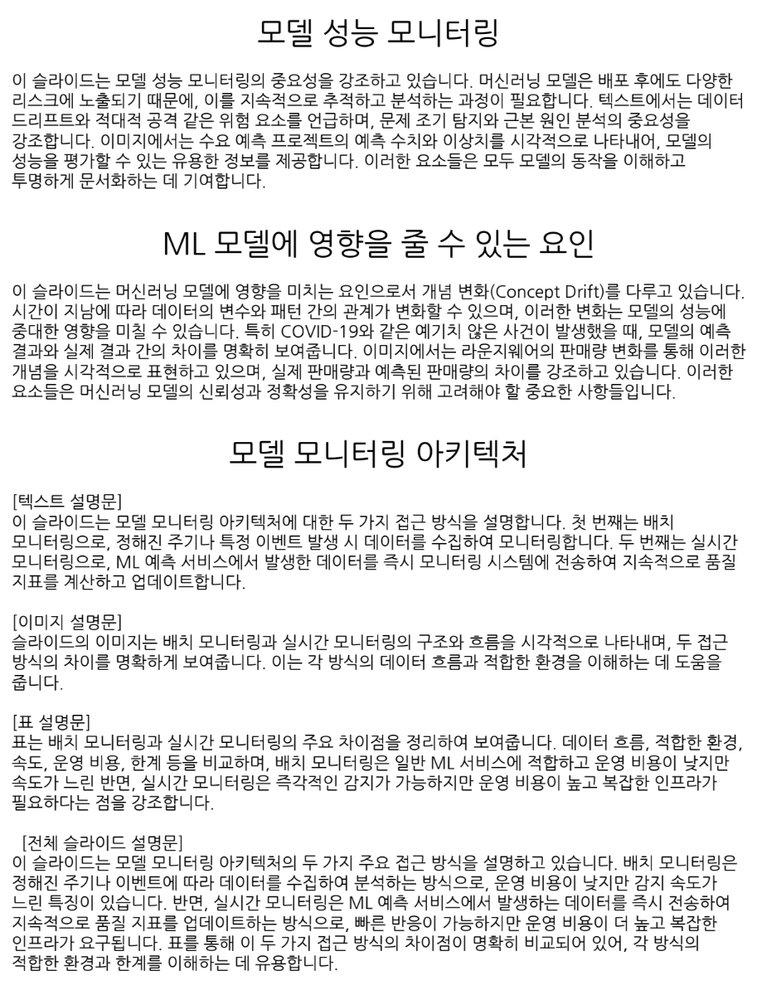 모델 성능 모니터링
이 슬라이드는 모델 성능 모니터링의 중요성을 강조하고 있습니다. 머신러닝 모델은 배포 후에도 다양한
리스크에 노출되기 때문에, 이를 지속적으로 추적하고 분석하는 과정이 필요합니다. 텍스트에서는 데이터
드리프트와 적대적 공격 같은 위험 요소를 언급하며, 문제 조기 탐지와 근본 원인 분석의 중요성을
강조합니다. 이미지에서는 수요 예측 프로젝트의 예측 수치와 이상치를 시각적으로 나타내어, 모델의
성능을 평가할 수 있는 유용한 정보를 제공합니다. 이러한 요소들은 모두 모델의 동작을 이해하고
투명하게 문서화하는 데 기여합니다.
ML 모델에 영향을 줄 수 있는 요인
이 슬라이드는 머신러닝 모델에 영향을 미치는 요인으로서 개념 변화(Concept Drift)를 다루고 있습니다.
시간이 지남에 따라 데이터의 변수와 패턴 간의 관계가 변화할 수 있으며, 이러한 변화는 모델의 성능에
중대한 영향을 미칠 수 있습니다. 특히 COVID-19와 같은 예기치 않은 사건이 발생했을 때, 모델의 예측
결과와 실제 결과 간의 차이를 명확히 보여줍니다. 이미지에서는 라운지웨어의 판매량 변화를 통해 이러한
개념을 시각적으로 표현하고 있으며, 실제 판매량과 예측된 판매량의 차이를 강조하고 있습니다. 이러한
요소들은 머신러닝 모델의 신뢰성과 정확성을 유지하기 위해 고려해야 할 중요한 사항들입니다.
모델 모니터링 아키텍처
[텍스트 설명문]
이 슬라이드는 모델 모니터링 아키텍처에 대한 두 가지 접근 방식을 설명합니다. 첫 번째는 배치
모니터링으로, 정해진 주기나 특정 이벤트 발생 시 데이터를 수집하여 모니터링합니다. 두 번째는 실시간
모니터링으로, ML 예측 서비스에서 발생한 데이터를 즉시 모니터링 시스템에 전송하여 지속적으로 품질
지표를 계산하고 업데이트합니다.
[이미지 설명문]
슬라이드의 이미지는 배치 모니터링과 실시간 모니터링의 구조와 흐름을 시각적으로 나타내며, 두 접근
방식의 차이를 명확하게 보여줍니다. 이는 각 방식의 데이터 흐름과 적합한 환경을 이해하는 데 도움을
줍니다.
[표 설명문]
표는 배치 모니터링과 실시간 모니터링의 주요 차이점을 정리하여 보여줍니다. 데이터 흐름, 적합한 환경,
속도, 운영 비용, 한계 등을 비교하며, 배치 모니터링은 일반 ML 서비스에 적합하고 운영 비용이 낮지만
속도가 느린 반면, 실시간 모니터링은 즉각적인 감지가 가능하지만 운영 비용이 높고 복잡한 인프라가
필요하다는 점을 강조합니다.
[전체 슬라이드 설명문]
이 슬라이드는 모델 모니터링 아키텍처의 두 가지 주요 접근 방식을 설명하고 있습니다. 배치 모니터링은
정해진 주기나 이벤트에 따라 데이터를 수집하여 분석하는 방식으로, 운영 비용이 낮지만 감지 속도가
느린 특징이 있습니다. 반면, 실시간 모니터링은 ML 예측 서비스에서 발생하는 데이터를 즉시 전송하여
지속적으로 품질 지표를 업데이트하는 방식으로, 빠른 반응이 가능하지만 운영 비용이 더 높고 복잡한
인프라가 요구됩니다. 표를 통해 이 두 가지 접근 방식의 차이점이 명확히 비교되어 있어, 각 방식의
적합한 환경과 한계를 이해하는 데 유용합니다.